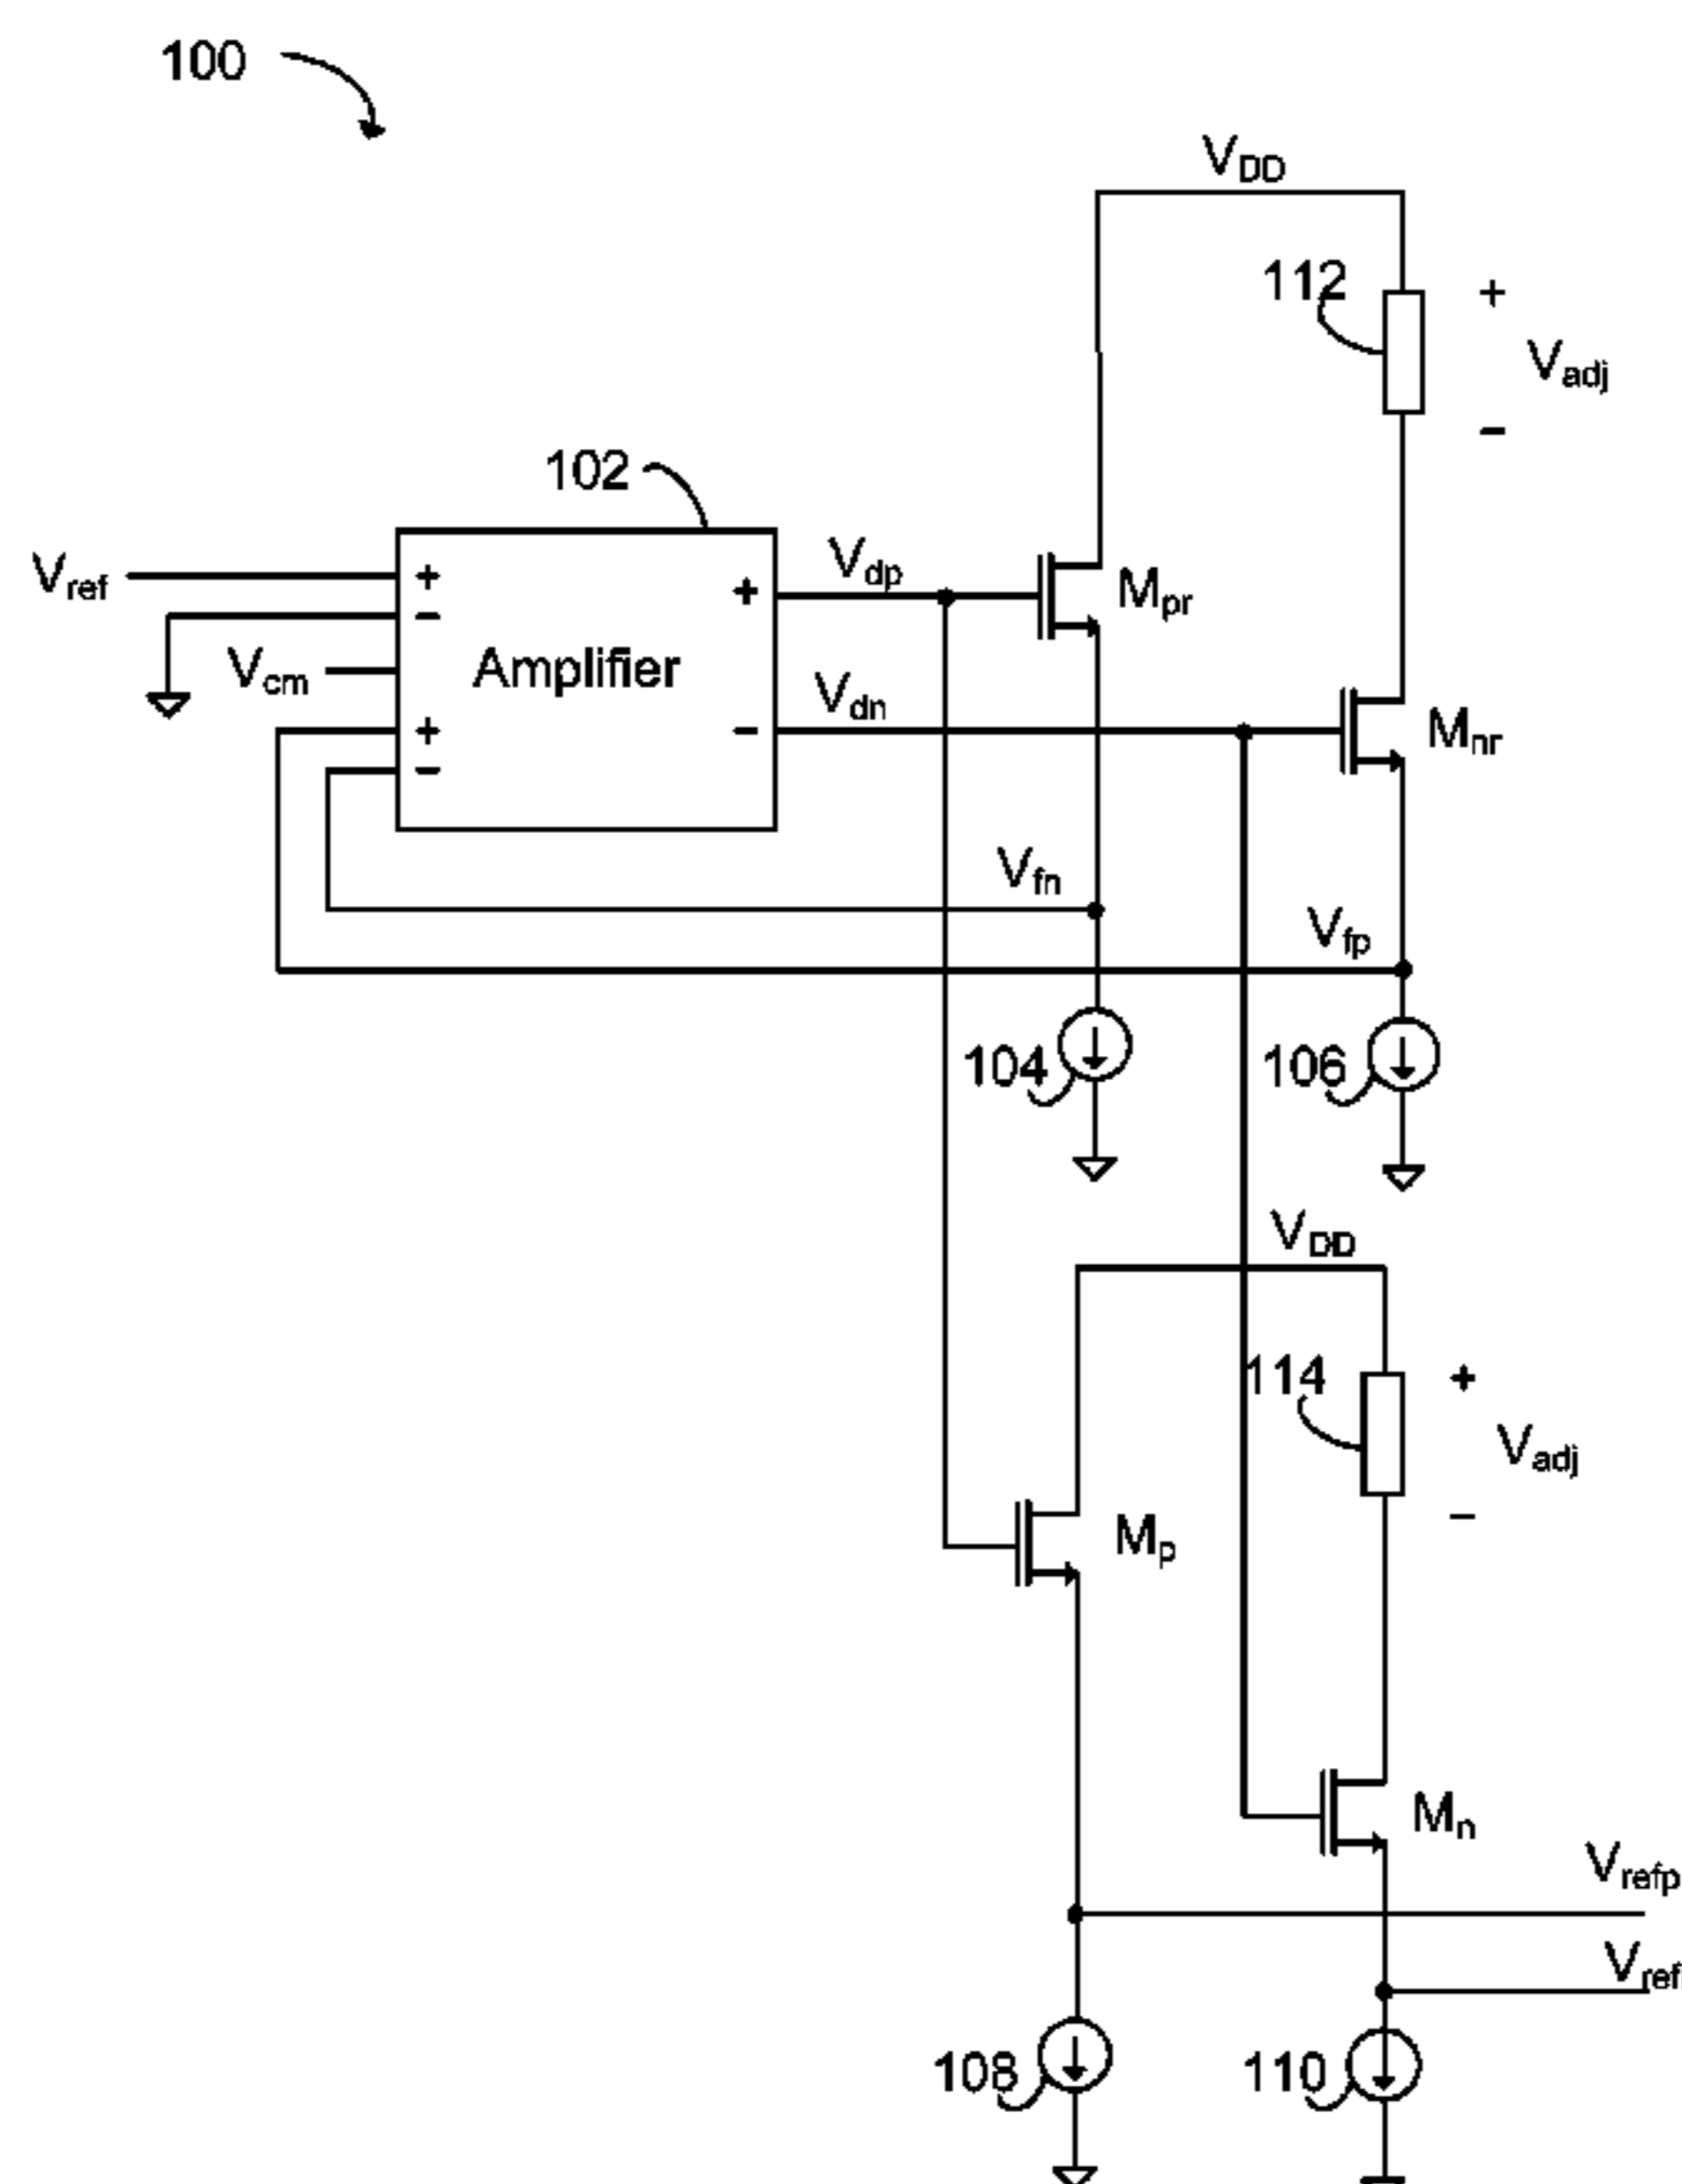 100
VDD
112
+
Vadj
−
102
Vref
+
−
Vcm
+
−
Amplifier
+
−
Vdp
Mpr
Vdn
Mnr
Vfn
Vfp
104
106
VDD
114
+
Vadj
−
Mp
Mn
Vrefp
Vref
108
110